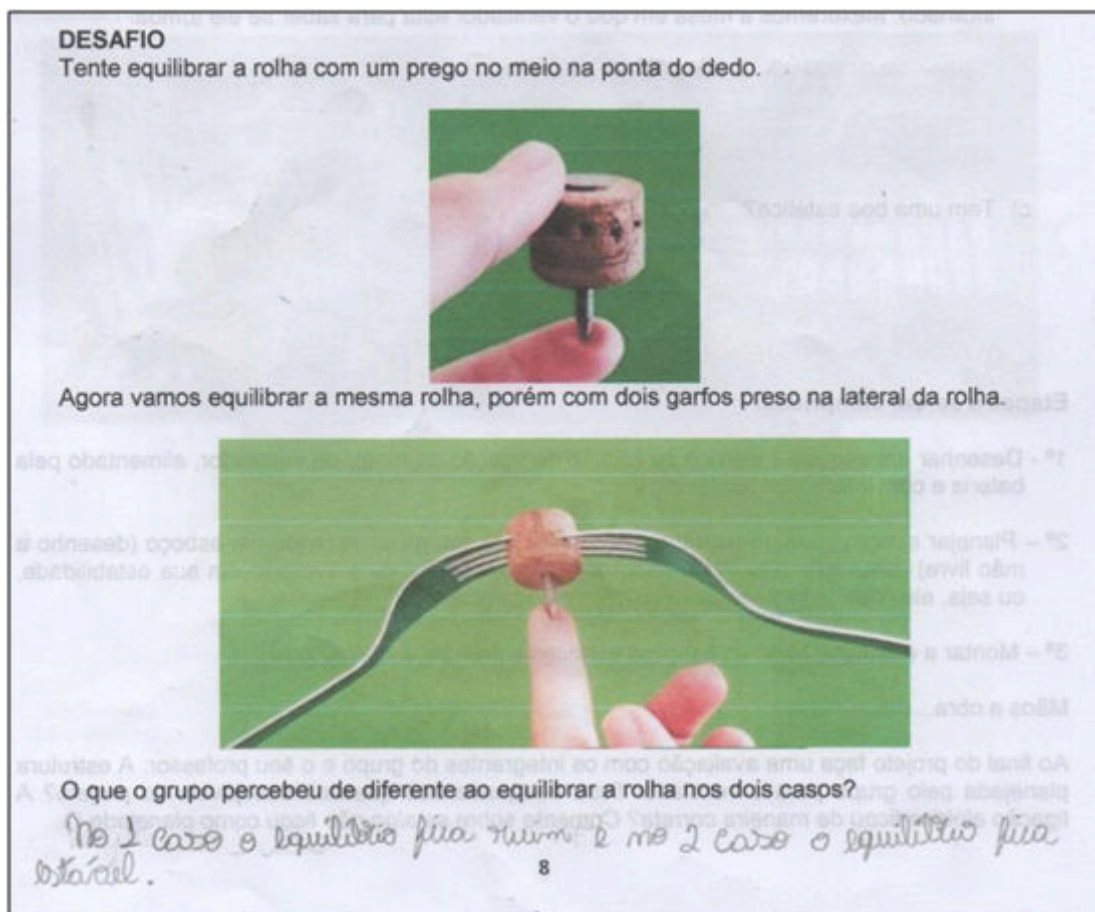 DESAFIO
Tente equilibrar a rolha com um prego no meio na ponta do dedo.
Agora vamos equilibrar a mesma rolha, porém com dois garfos preso na lateral da rolha.
O que o grupo percebeu de diferente ao equilibrar a rolha nos dois casos?
No 1 caso o equilíbrio fica ruim e no 2 caso o equilíbrio fica
estável.
8